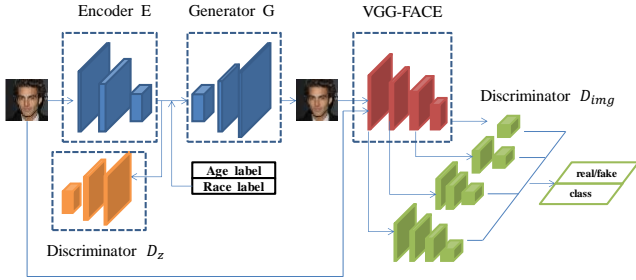 Encoder E
Generator G
VGG-FACE
Discriminator D_img
Age label
Race label
real/fake
class
Discriminator D_z